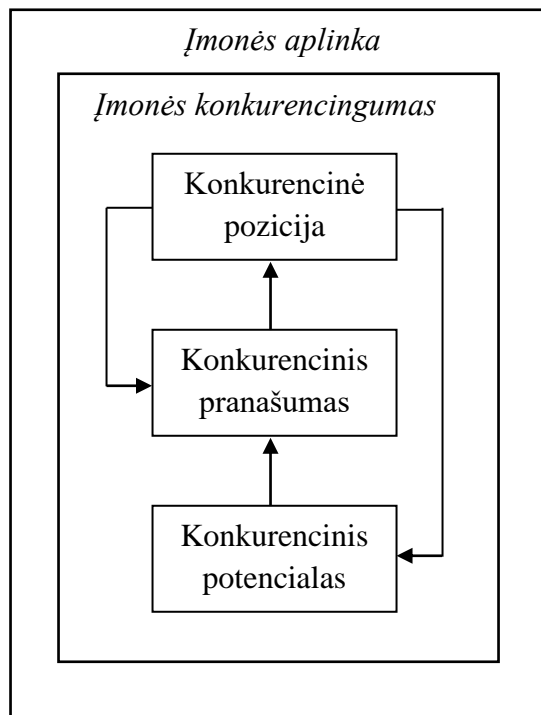 Įmonės aplinka
Įmonės konkurencingumas
Konkurencinė
pozicija
Konkurencinis
pranašumas
Konkurencinis
potencialas